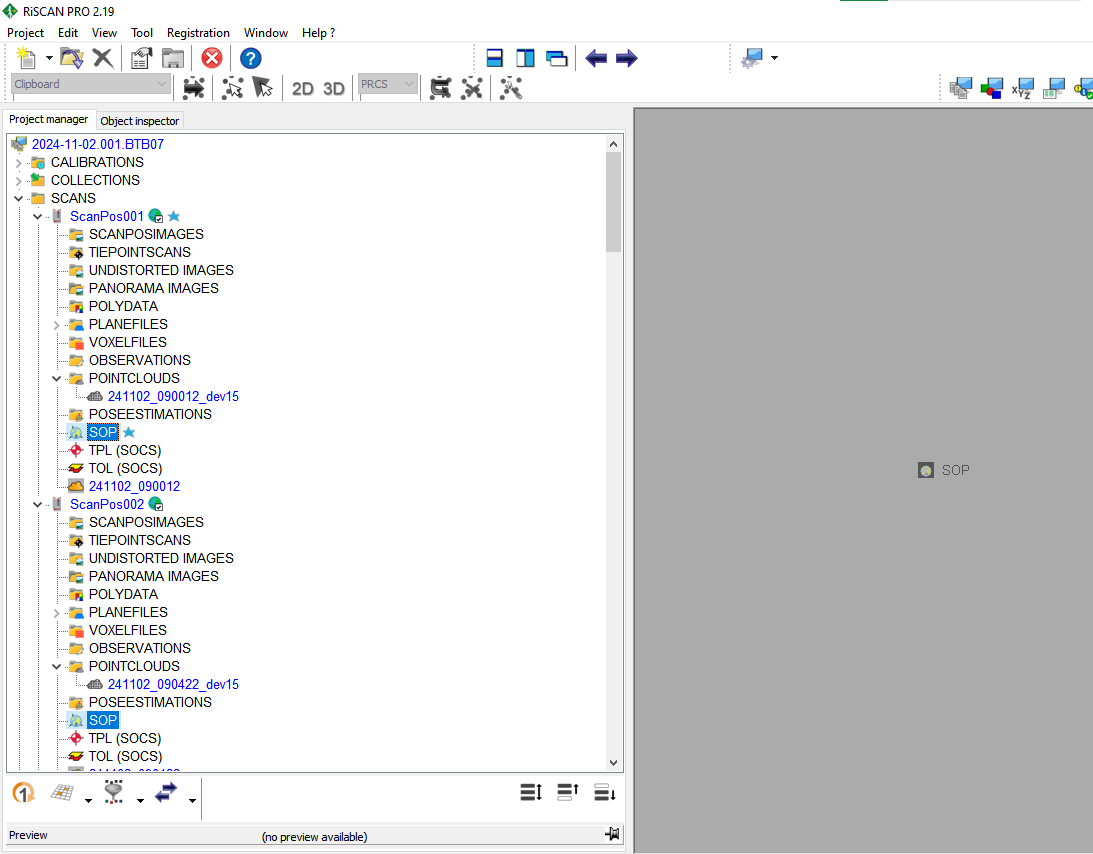 RiSCAN PRO 2.19
Project Edit View Tool Registration Window Help ?
Clipboard 2D 3D PRCS
xYZ
Project manager Object inspector
2024-11-02.001.BTB07
CALIBRATIONS
COLLECTIONS
SCANS
ScanPos001
SCANPOSIMAGES
TIEPOINTSCANS
UNDISTORTED IMAGES
PANORAMA IMAGES
POLYDATA
PLANEFILES
VOXELFILES
OBSERVATIONS
POINTCLOUDS
241102_090012_dev15
POSEESTIMATIONS
SOP
TPL (SOCS)
TOL (SOCS)
241102_090012
ScanPos002
SCANPOSIMAGES
TIEPOINTSCANS
UNDISTORTED IMAGES
PANORAMA IMAGES
POLYDATA
PLANEFILES
VOXELFILES
OBSERVATIONS
POINTCLOUDS
241102_090422_dev15
POSEESTIMATIONS
SOP
TPL (SOCS)
TOL (SOCS)
1
Preview (no preview available)
SOP